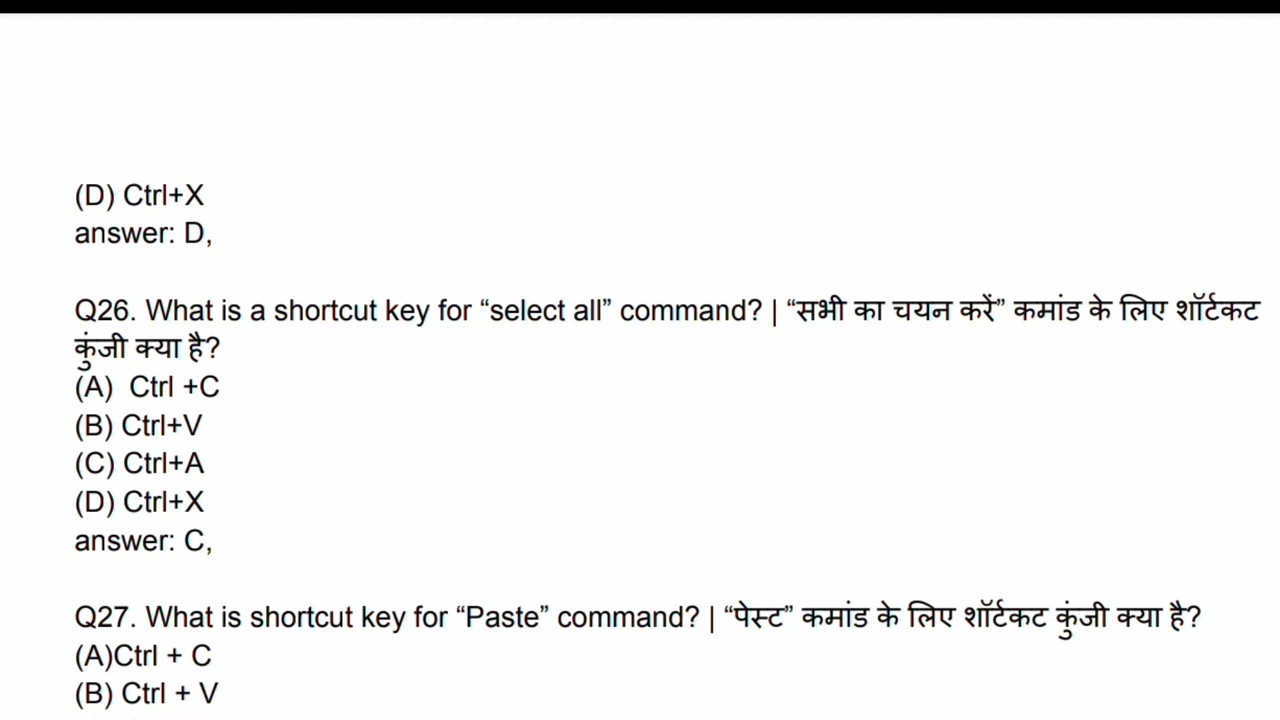 (D) Ctrl+X
answer: D,
Q26. What is a shortcut key for “select all” command? | “सभी का चयन करें” कमांड के लिए शॉर्टकट
कुंजी क्या है?
(A)  Ctrl +C
(B) Ctrl+V
(C) Ctrl+A
(D) Ctrl+X
answer: C,
Q27. What is shortcut key for “Paste” command? | “पेस्ट” कमांड के लिए शॉर्टकट कुंजी क्या है?
(A)Ctrl + C
(B) Ctrl + V